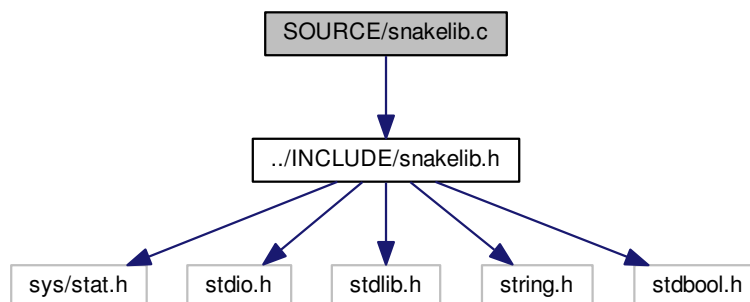 SOURCE/snakelib.c
../INCLUDE/snakelib.h
sys/stat.h
stdio.h
stdlib.h
string.h
stdbool.h